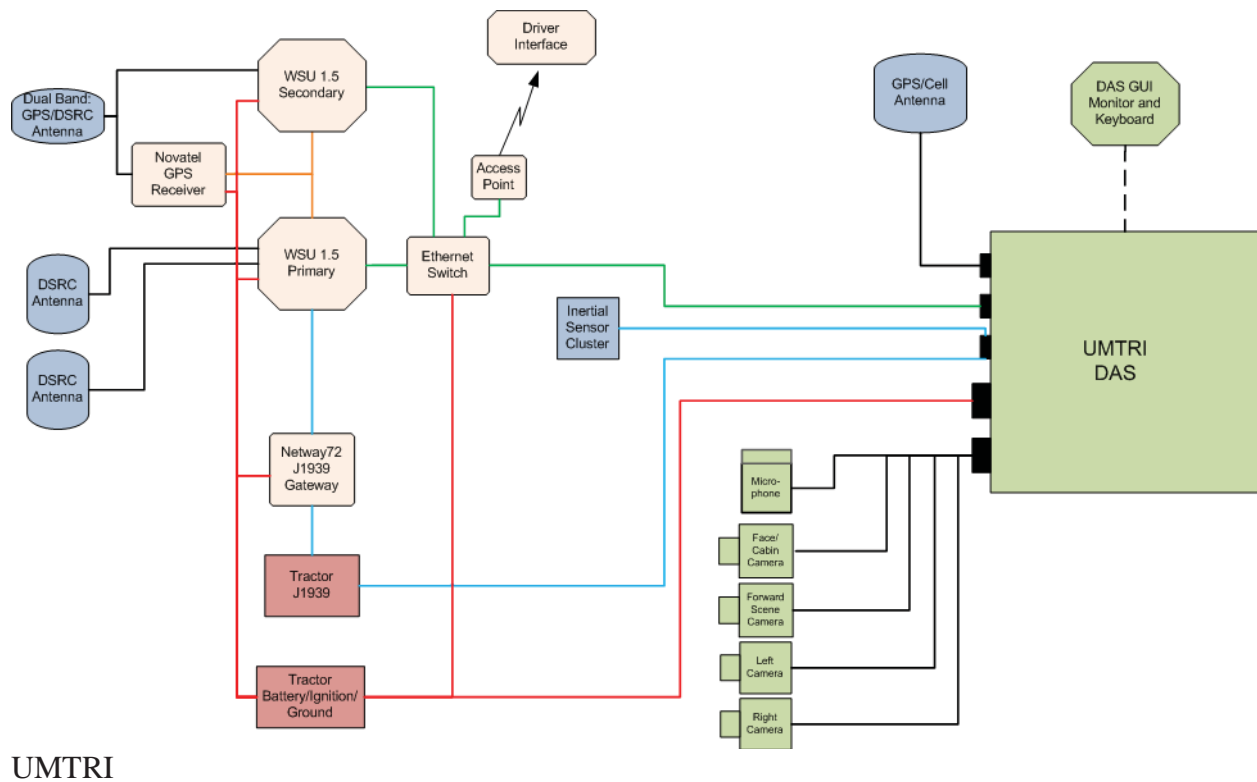 Driver
Interface
WSU 1.5
Secondary
Dual Band:
GPS/DSRC
Antenna
GPS/Cell
Antenna
DAS GUI
Monitor and
Keyboard
Novatel
GPS
Receiver
Access
Point
WSU 1.5
Primary
Ethernet
Switch
DSRC
Antenna
Inertial
Sensor
Cluster
UMTRI
DAS
DSRC
Antenna
Netway72
J1939
Gateway
Micro-
phone
Face/
Cabin
Camera
Tractor
J1939
Forward
Scene
Camera
Left
Camera
Tractor
Battery/Ignition/
Ground
Right
Camera
UMTRI